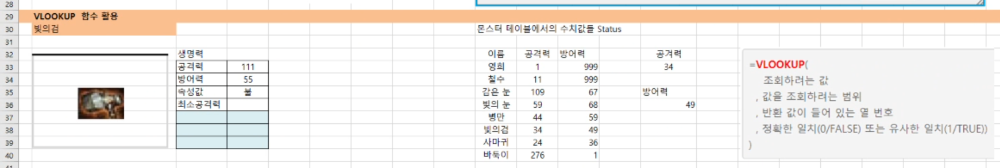 28
29 VLOOKUP 함수 활용
30 빛의검 몬스터 테이블에서의 수치값들 Status
31
32 생명력 이름 공격력 방어력 공겨력
33 공격력 111 영희 1 999 34
34 방어력 55 철수 11 999
35 속성값 불 감은 눈 109 67 방어력
36 최소공격력 빛의 눈 59 68 49
37 병만 44 59
38 빛의검 34 49
39 사마귀 24 36
40 바둑이 276 1
=VLOOKUP(
조회하려는 값
, 값을 조회하려는 범위
, 반환 값이 들어 있는 열 번호
, 정확한 일치(0/FALSE) 또는 유사한 일치(1/TRUE))
)